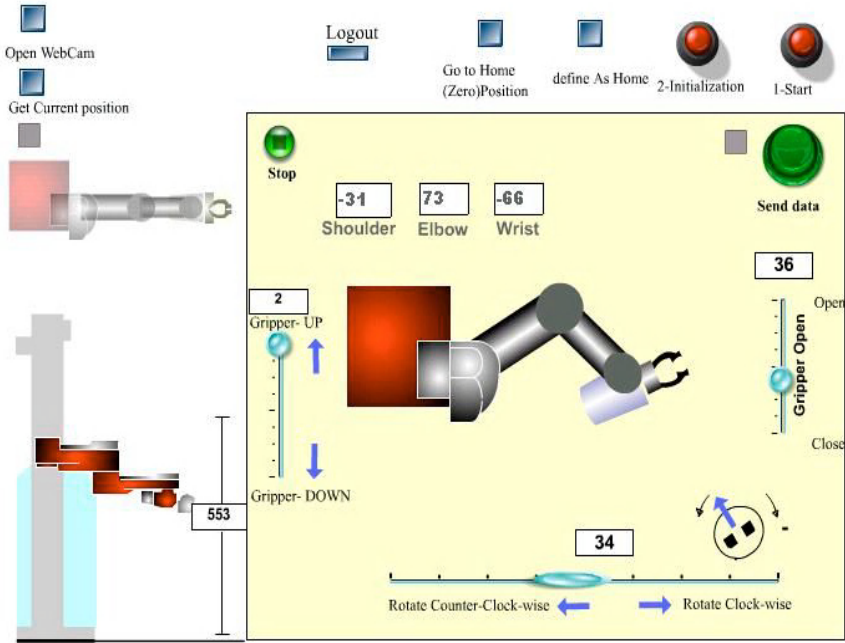 Open WebCam
Get Current position
Logout
Go to Home
(Zero)Position
define As Home
2-Initialization
1-Start
Stop
Send data
-31
73
-66
Shoulder
Elbow
Wrist
36
2
Gripper- UP
Open
Gripper Open
Close
Gripper- DOWN
553
34
-
Rotate Counter-Clock-wise
Rotate Clock-wise